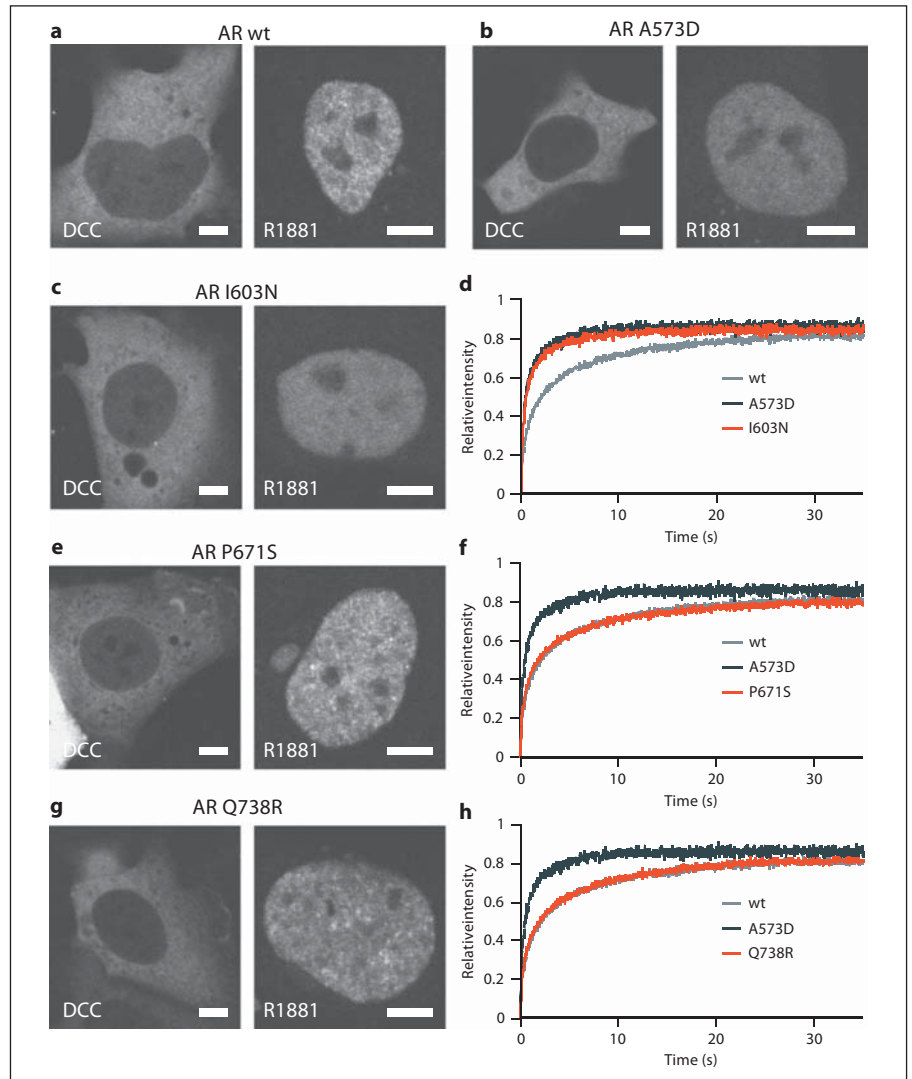 a
AR wt
DCC
R1881
b
AR A573D
DCC
R1881
c
AR I603N
DCC
R1881
d
Relativeintensity
1
0.8
0.6
0.4
0.2
0
wt
A573D
I603N
0 10 20 30
Time (s)
e
AR P671S
DCC
R1881
f
Relativeintensity
1
0.8
0.6
0.4
0.2
0
wt
A573D
P671S
0 10 20 30
Time (s)
g
AR Q738R
DCC
R1881
h
Relativeintensity
1
0.8
0.6
0.4
0.2
0
wt
A573D
Q738R
0 10 20 30
Time (s)